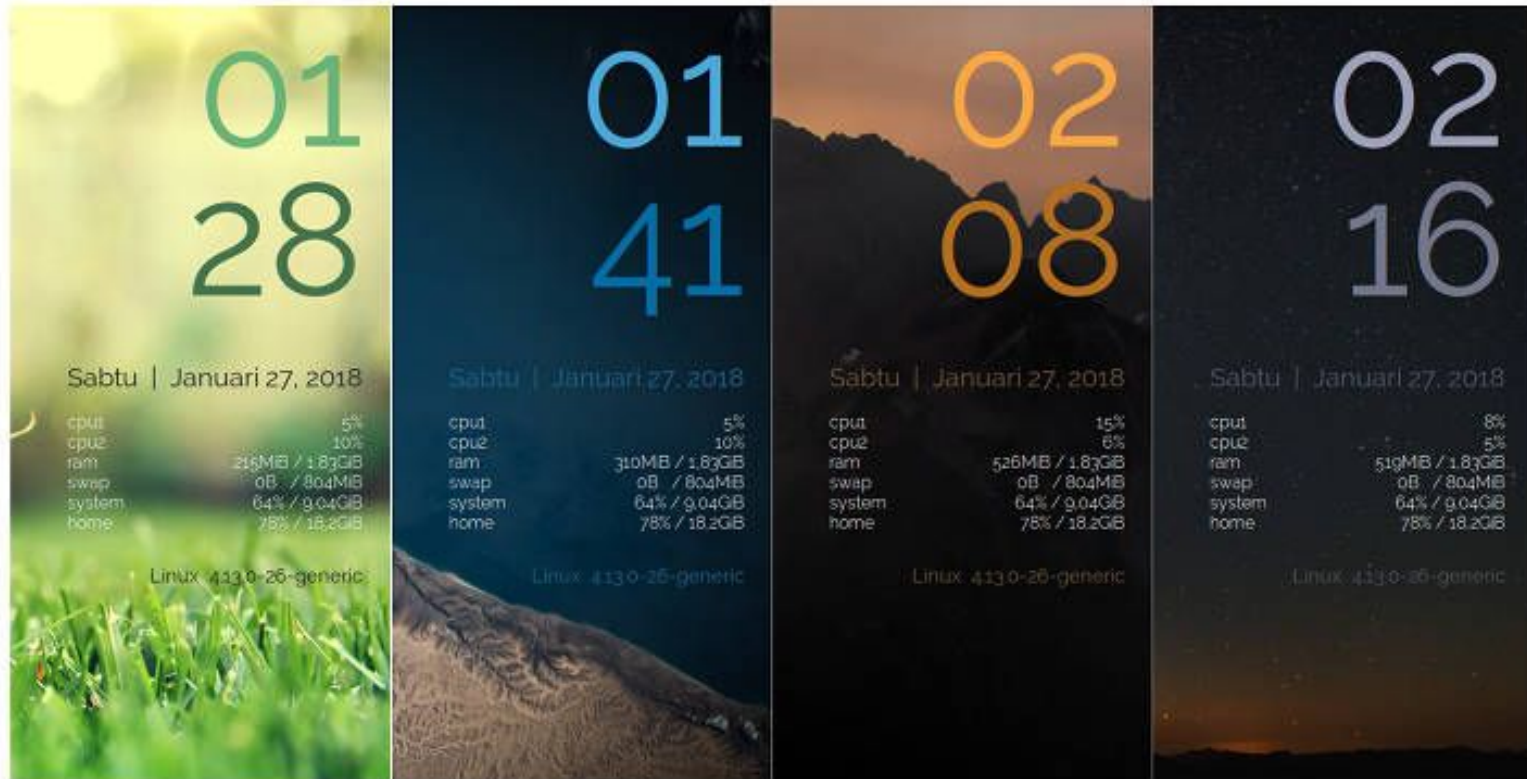 01
28
Sabtu | Januari 27, 2018
cpu1 5%
cpu2 10%
ram 215MiB / 1.83GiB
swap 0B / 804MiB
system 64% / 9.04GiB
home 78% / 18.2GiB
Linux 4.13.0-26-generic
01
41
Sabtu | Januari 27, 2018
cpu1 5%
cpu2 10%
ram 310MiB / 1.83GiB
swap 0B / 804MiB
system 64% / 9.04GiB
home 78% / 18.2GiB
Linux 4.13.0-26-generic
02
08
Sabtu | Januari 27, 2018
cpu1 15%
cpu2 6%
ram 526MiB / 1.83GiB
swap 0B / 804MiB
system 64% / 9.04GiB
home 78% / 18.2GiB
Linux 4.13.0-26-generic
02
16
Sabtu | Januari 27, 2018
cpu1 8%
cpu2 5%
ram 519MiB / 1.83GiB
swap 0B / 804MiB
system 64% / 9.04GiB
home 78% / 18.2GiB
Linux 4.13.0-26-generic